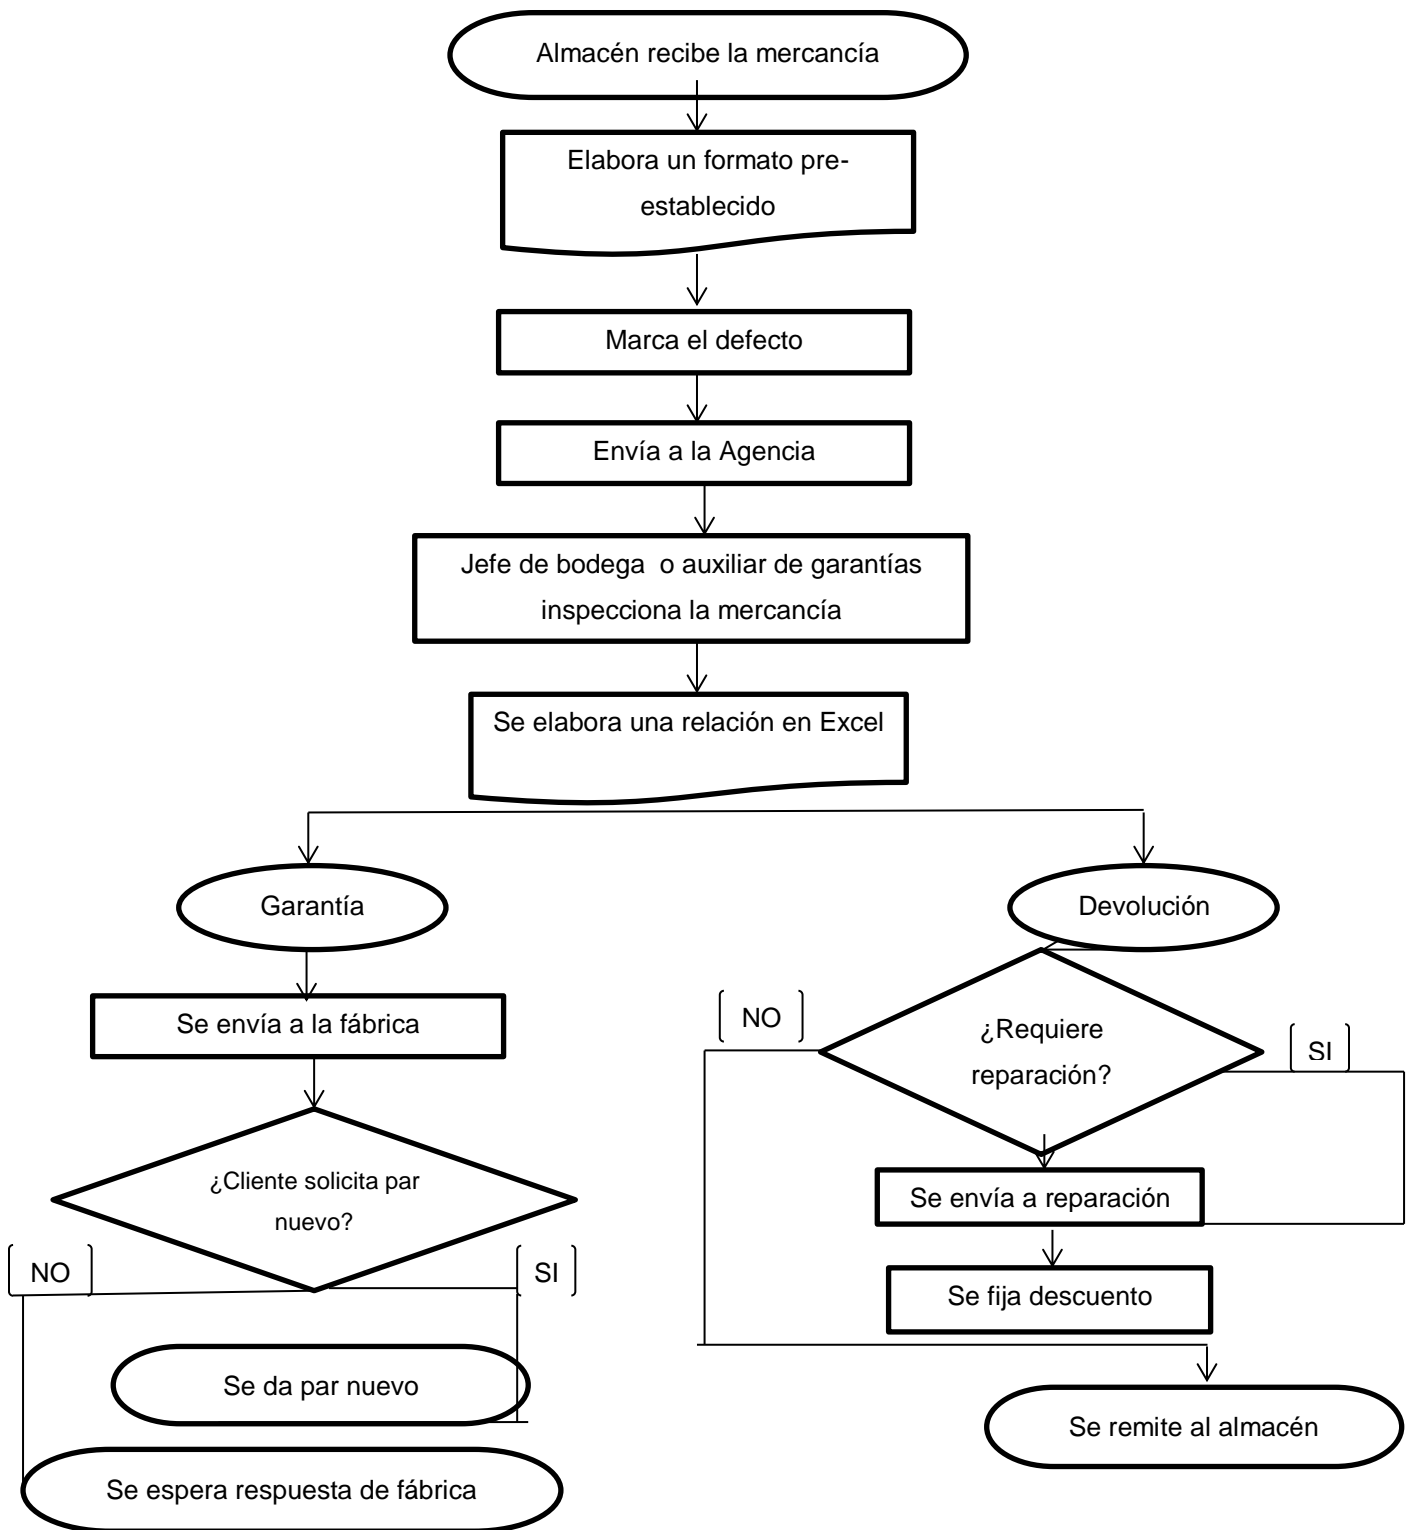 Almacén recibe la mercancía
Elabora un formato pre-
establecido
Marca el defecto
Envía a la Agencia
Jefe de bodega o auxiliar de garantías
inspecciona la mercancía
Se elabora una relación en Excel
Garantía
Se envía a la fábrica
¿Cliente solicita par
nuevo?
NO
SI
Se da par nuevo
Se espera respuesta de fábrica
Devolución
¿Requiere
reparación?
NO
SI
Se envía a reparación
Se fija descuento
Se remite al almacén